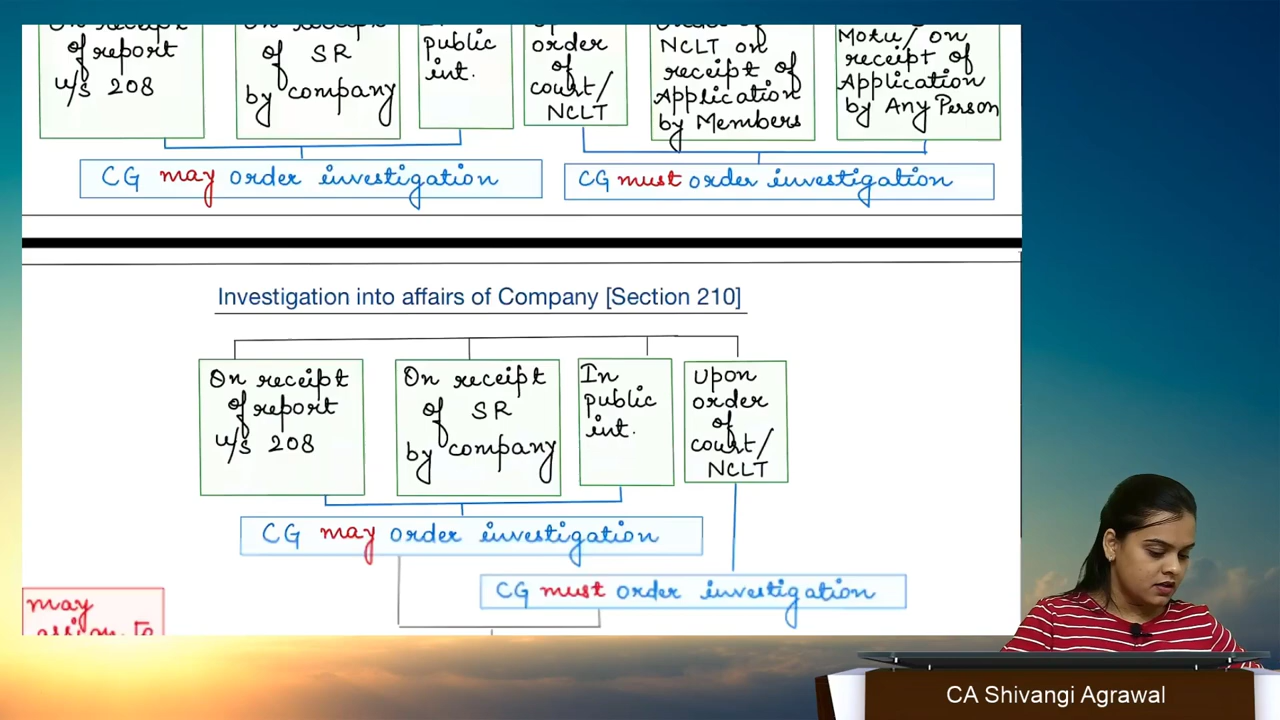 of report
u/s 208
of SR
by company
public
int.
order
of
court/
NCLT
NCLT on
receipt of
Application
by Members
Motu/ on
receipt of
Application
by Any Person
CG may order investigation
CG must order investigation
Investigation into affairs of Company [Section 210]
On receipt
of report
u/s 208
On receipt
of SR
by company
In
public
int.
Upon
order
of
court/
NCLT
CG may order investigation
CG must order investigation
may
assign to
CA Shivangi Agrawal